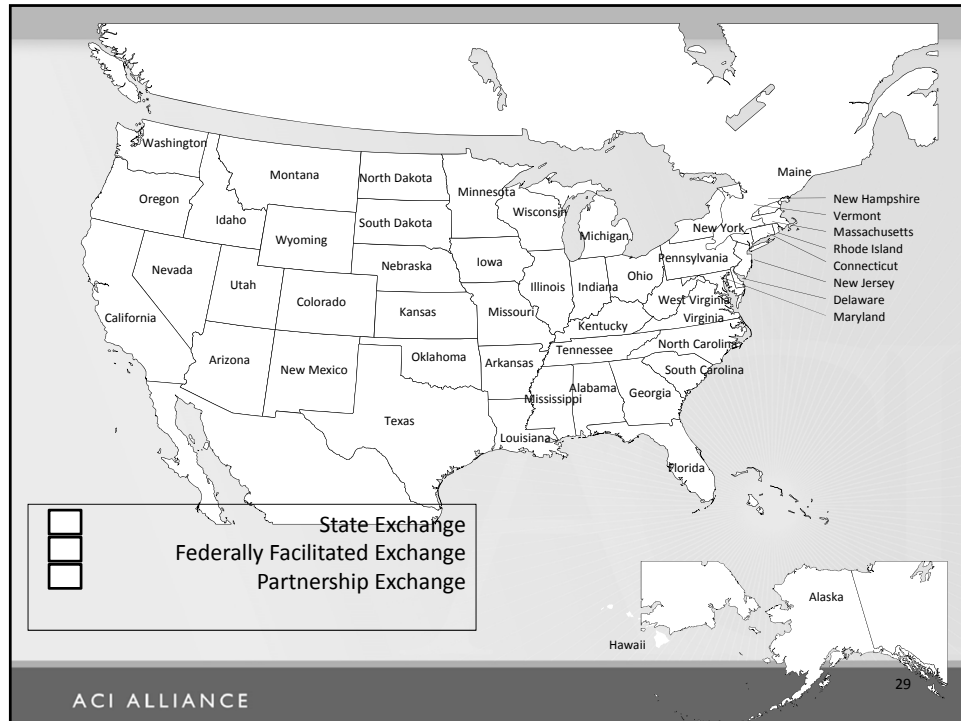 Washington
Montana
North Dakota
Minnesota
Maine
Oregon
Idaho
South Dakota
Wisconsin
Michigan
New York
New Hampshire
Vermont
Massachusetts
Rhode Island
Connecticut
New Jersey
Delaware
Maryland
Wyoming
Nebraska
Iowa
Pennsylvania
Nevada
Utah
Colorado
Kansas
Missouri
Illinois
Indiana
Ohio
West Virginia
Virginia
Kentucky
California
Arizona
New Mexico
Oklahoma
Arkansas
Tennessee
North Carolina
South Carolina
Texas
Louisiana
Mississippi
Alabama
Georgia
Florida
State Exchange
Federally Facilitated Exchange
Partnership Exchange
Alaska
Hawaii
29
ACI ALLIANCE